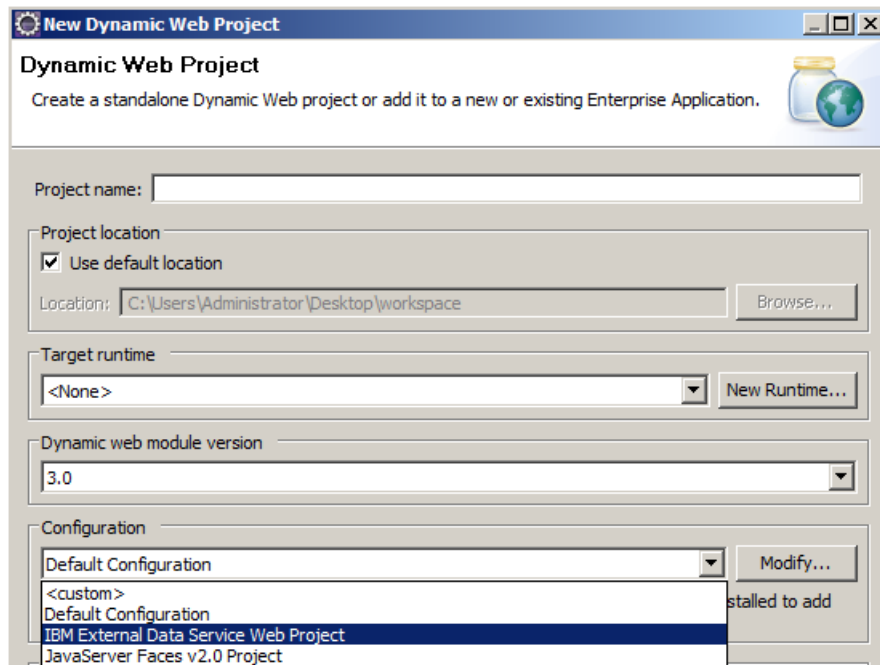 New Dynamic Web Project
Dynamic Web Project
Create a standalone Dynamic Web project or add it to a new or existing Enterprise Application.
Project name:
Project location
Use default location
Location: C:\Users\Administrator\Desktop\workspace Browse...
Target runtime
<None> New Runtime...
Dynamic web module version
3.0
Configuration
Default Configuration Modify...
<custom>
Default Configuration stalled to add
IBM External Data Service Web Project
JavaServer Faces v2.0 Project